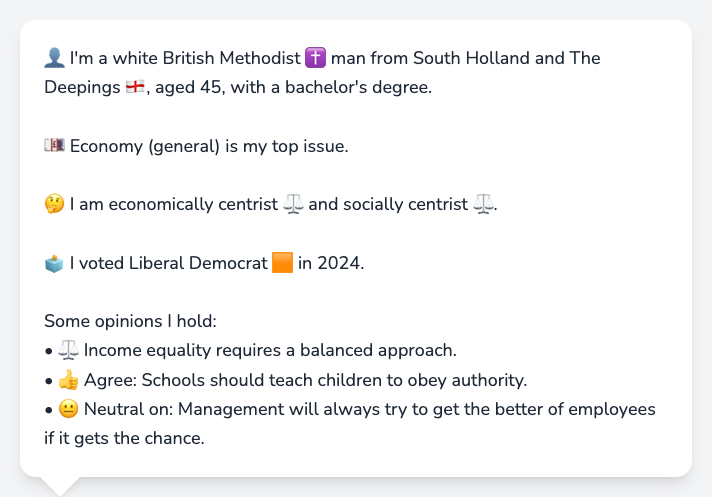 👤 I'm a white British Methodist ✝️ man from South Holland and The
Deepings 🏴󠁧󠁢󠁥󠁮󠁧󠁿, aged 45, with a bachelor's degree.
💷 Economy (general) is my top issue.
🤔 I am economically centrist ⚖️ and socially centrist ⚖️.
🗳️ I voted Liberal Democrat 🟧 in 2024.
Some opinions I hold:
• ⚖️ Income equality requires a balanced approach.
• 👍 Agree: Schools should teach children to obey authority.
• 😐 Neutral on: Management will always try to get the better of employees
if it gets the chance.